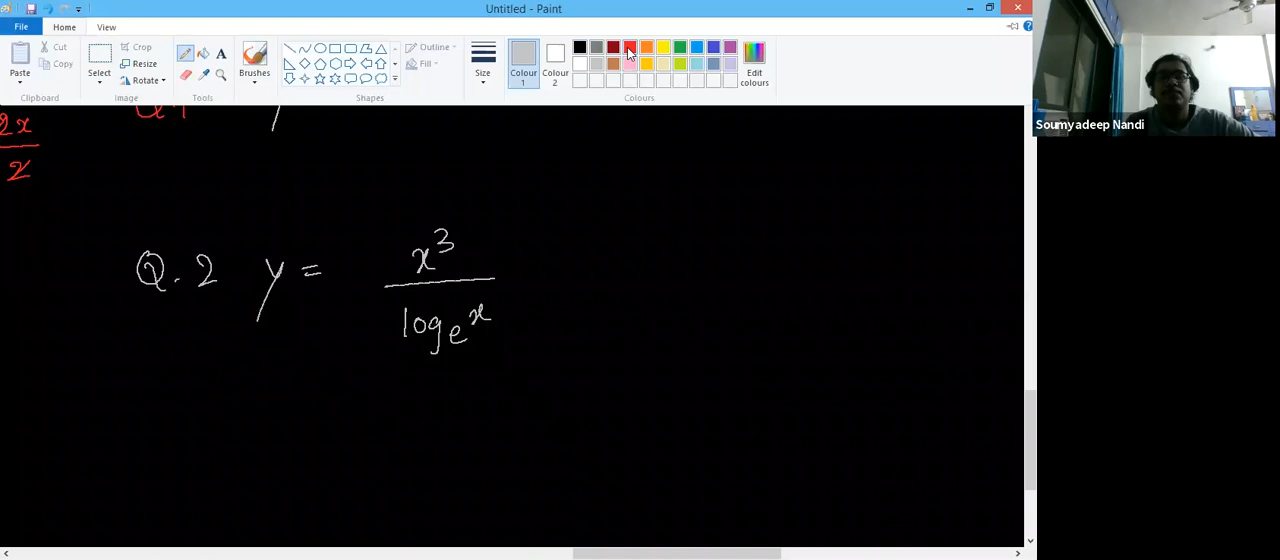 Untitled - Paint
File Home View
Paste Cut Copy Clipboard
Select Crop Resize Rotate Image
Tools
Brushes
Shapes
Outline Fill
Size
Colour 1 Colour 2 Edit colours Colours
Soumyadeep Nandi
2x
2
Q. 2 y =
x³
log e^x